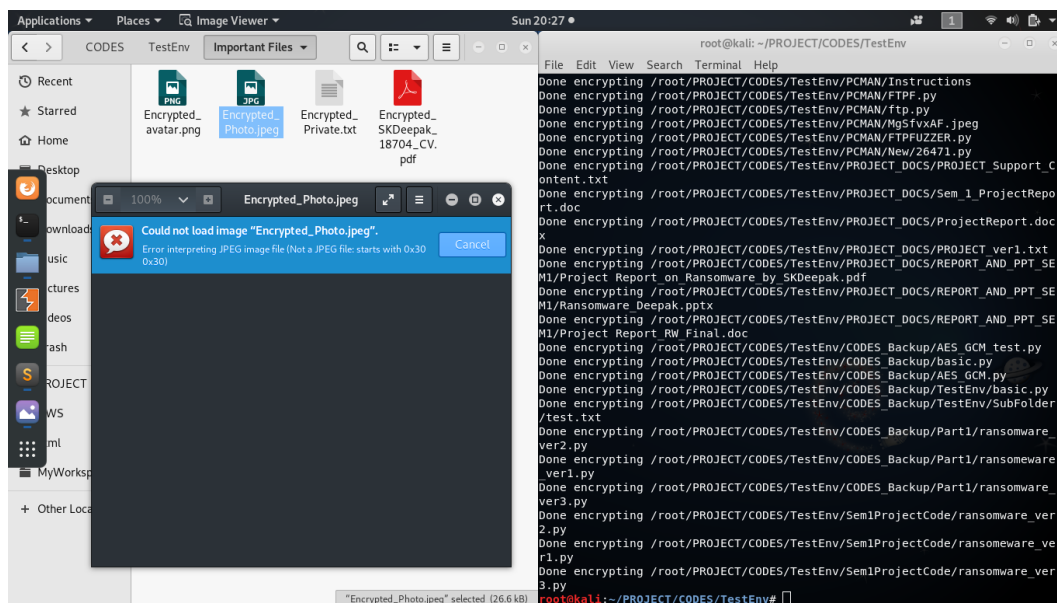 Applications Places Image Viewer Sun 20:27 1
CODES TestEnv Important Files
Recent
Starred
Home
Desktop
ocument
ownloads
usic
ctures
deos
rash
ROJECT
WS
ml
MyWorksp
+ Other Loca
PNG
Encrypted_
avatar.png
JPG
Encrypted_
Photo.jpeg
Encrypted_
Private.txt
Encrypted_
SKDeepak_
18704_CV.
pdf
100% Encrypted_Photo.jpeg
Could not load image “Encrypted_Photo.jpeg”.
Error interpreting JPEG image file (Not a JPEG file: starts with 0x30
0x30)
Cancel
"Encrypted_Photo.jpeg" selected (26.6 kB)
root@kali: ~/PROJECT/CODES/TestEnv
File Edit View Search Terminal Help
Done encrypting /root/PROJECT/CODES/TestEnv/PCMAN/Instructions
Done encrypting /root/PROJECT/CODES/TestEnv/PCMAN/FTPF.py
Done encrypting /root/PROJECT/CODES/TestEnv/PCMAN/ftp.py
Done encrypting /root/PROJECT/CODES/TestEnv/PCMAN/MgSfvxAF.jpeg
Done encrypting /root/PROJECT/CODES/TestEnv/PCMAN/FTPFUZZER.py
Done encrypting /root/PROJECT/CODES/TestEnv/PCMAN/New/26471.py
Done encrypting /root/PROJECT/CODES/TestEnv/PROJECT_DOCS/PROJECT_Support_C
ontent.txt
Done encrypting /root/PROJECT/CODES/TestEnv/PROJECT_DOCS/Sem_1_ProjectRepo
rt.doc
Done encrypting /root/PROJECT/CODES/TestEnv/PROJECT_DOCS/ProjectReport.doc
x
Done encrypting /root/PROJECT/CODES/TestEnv/PROJECT_DOCS/PROJECT_ver1.txt
Done encrypting /root/PROJECT/CODES/TestEnv/PROJECT_DOCS/REPORT_AND_PPT_SE
M1/Project Report_on_Ransomware_by_SKDeepak.pdf
Done encrypting /root/PROJECT/CODES/TestEnv/PROJECT_DOCS/REPORT_AND_PPT_SE
M1/Ransomware_Deepak.pptx
Done encrypting /root/PROJECT/CODES/TestEnv/PROJECT_DOCS/REPORT_AND_PPT_SE
M1/Project Report_RW_Final.doc
Done encrypting /root/PROJECT/CODES/TestEnv/CODES_Backup/AES_GCM_test.py
Done encrypting /root/PROJECT/CODES/TestEnv/CODES_Backup/basic.py
Done encrypting /root/PROJECT/CODES/TestEnv/CODES_Backup/AES_GCM.py
Done encrypting /root/PROJECT/CODES/TestEnv/CODES_Backup/TestEnv/basic.py
Done encrypting /root/PROJECT/CODES/TestEnv/CODES_Backup/TestEnv/SubFolder
/test.txt
Done encrypting /root/PROJECT/CODES/TestEnv/CODES_Backup/Part1/ransomware_
ver2.py
Done encrypting /root/PROJECT/CODES/TestEnv/CODES_Backup/Part1/ransomeware
_ver1.py
Done encrypting /root/PROJECT/CODES/TestEnv/CODES_Backup/Part1/ransomware_
ver3.py
Done encrypting /root/PROJECT/CODES/TestEnv/Sem1ProjectCode/ransomware_ver
2.py
Done encrypting /root/PROJECT/CODES/TestEnv/Sem1ProjectCode/ransomeware_ve
r1.py
Done encrypting /root/PROJECT/CODES/TestEnv/Sem1ProjectCode/ransomware_ver
3.py
root@kali:~/PROJECT/CODES/TestEnv#